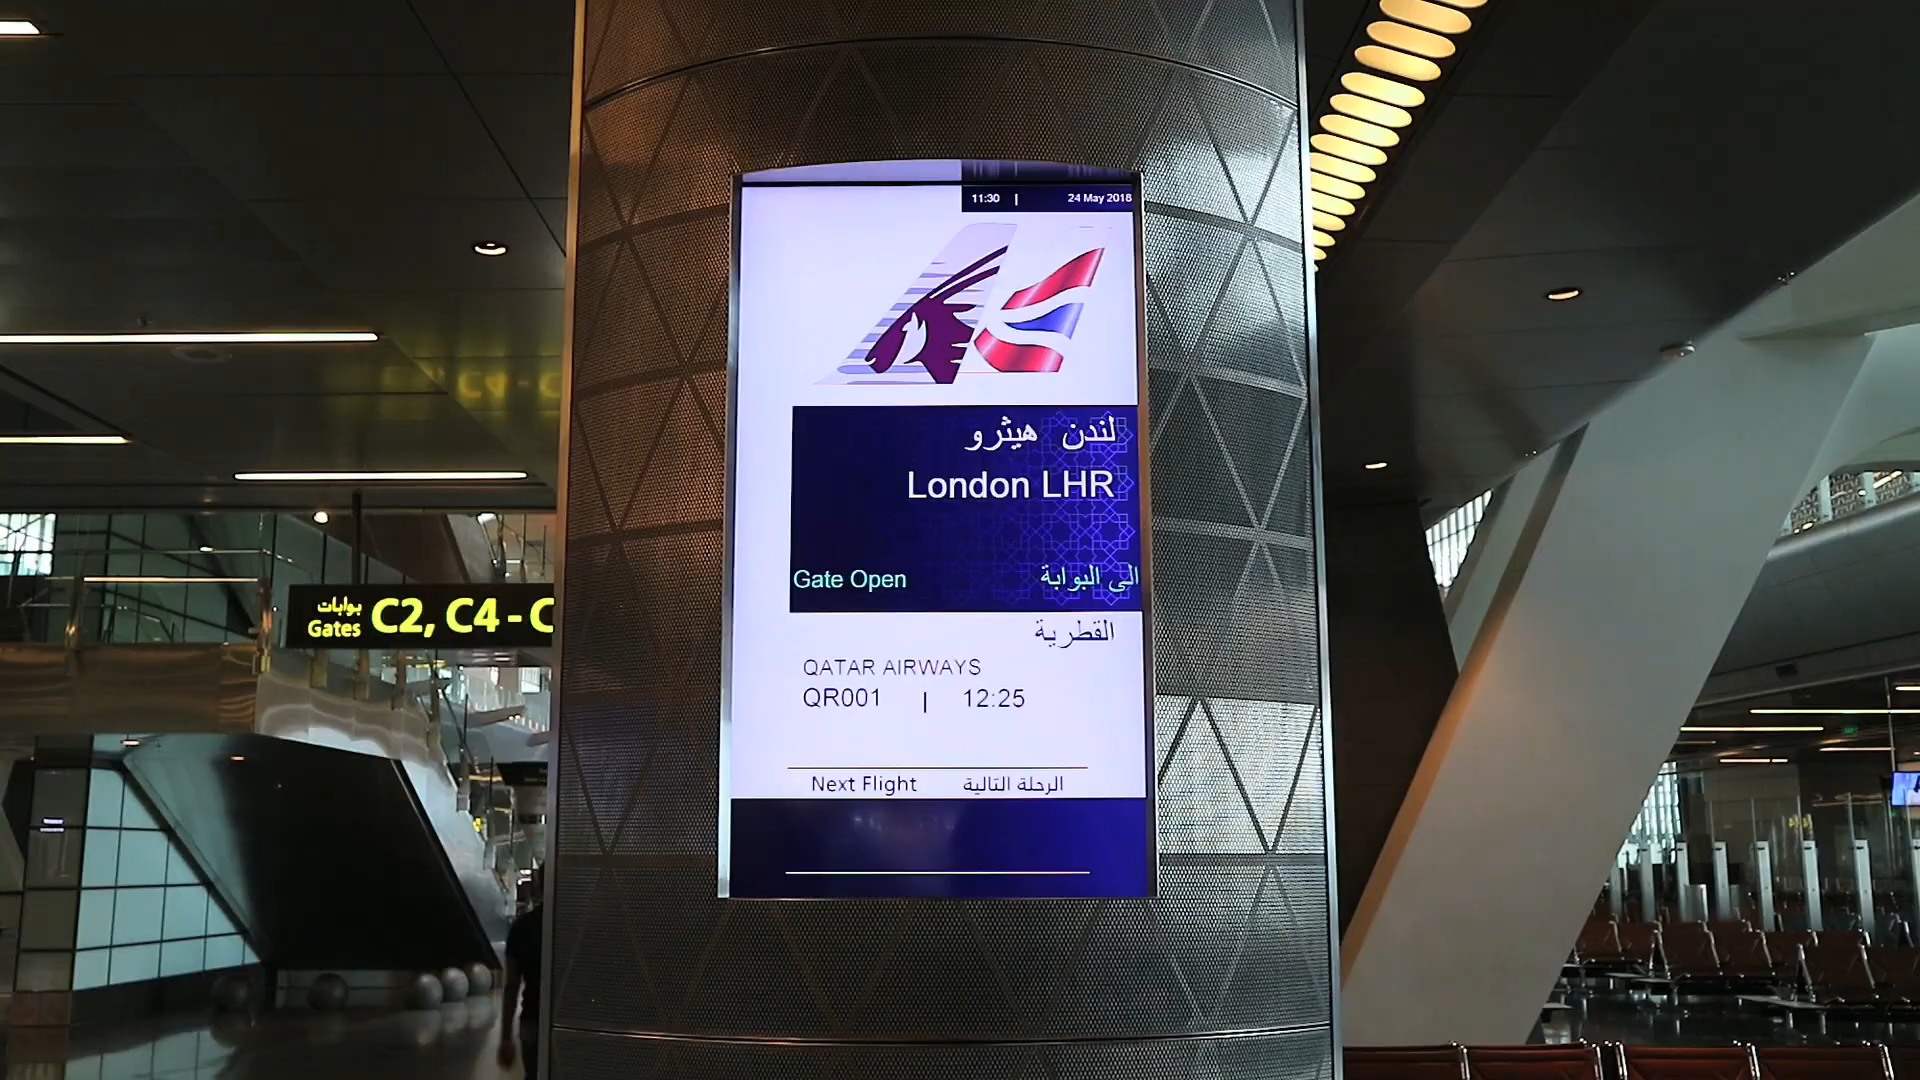 11:30 | 24 May 2018
لندن هيثرو
London LHR
Gate Open الى البوابة
القطرية
QATAR AIRWAYS
QR001 | 12:25
Next Flight الرحلة التالية
بوابات
Gates C2, C4 - C